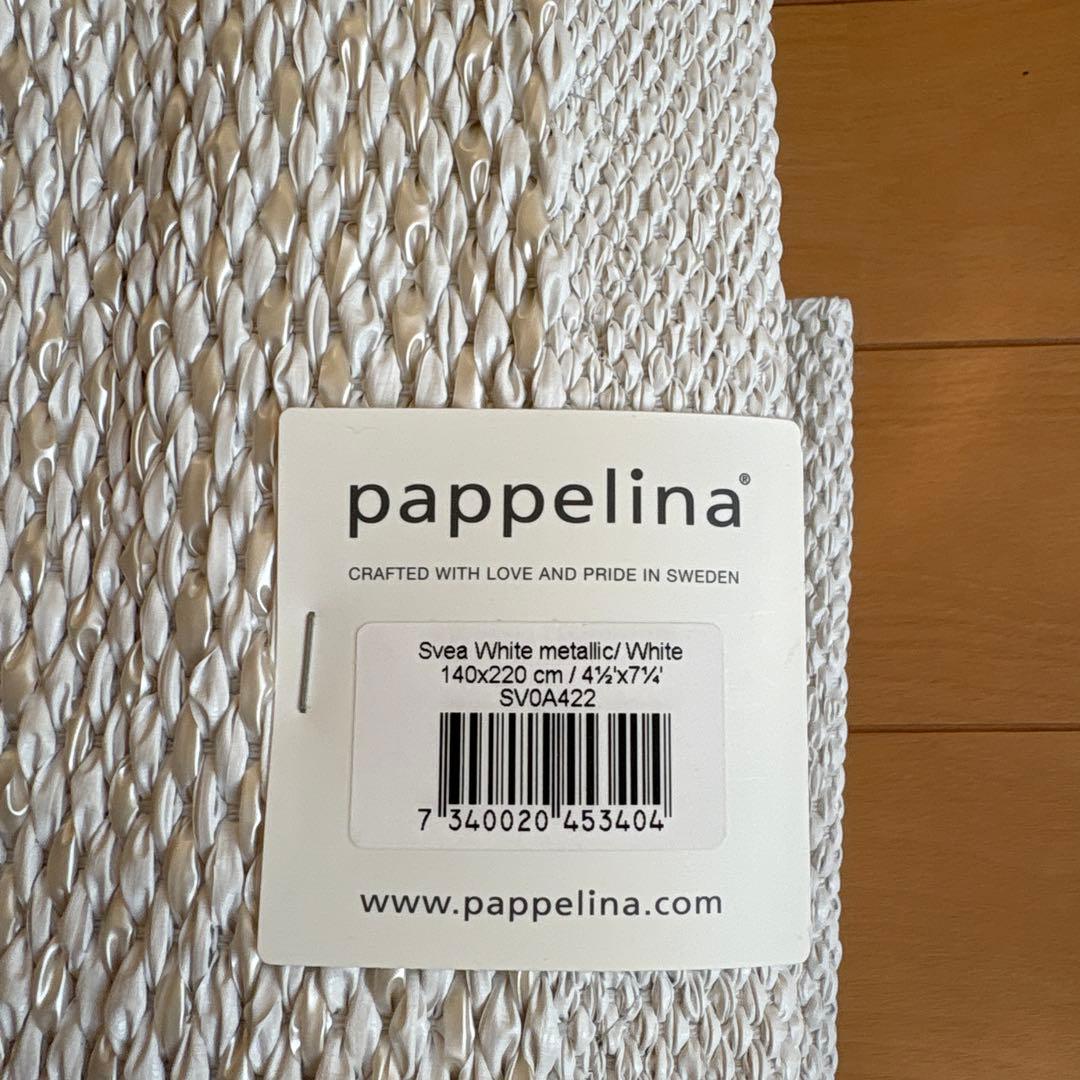 pappelina®
CRAFTED WITH LOVE AND PRIDE IN SWEDEN
Svea White metallic/ White
140x220 cm / 4½'x7¼'
SV0A422
7 340020 453404
www.pappelina.com